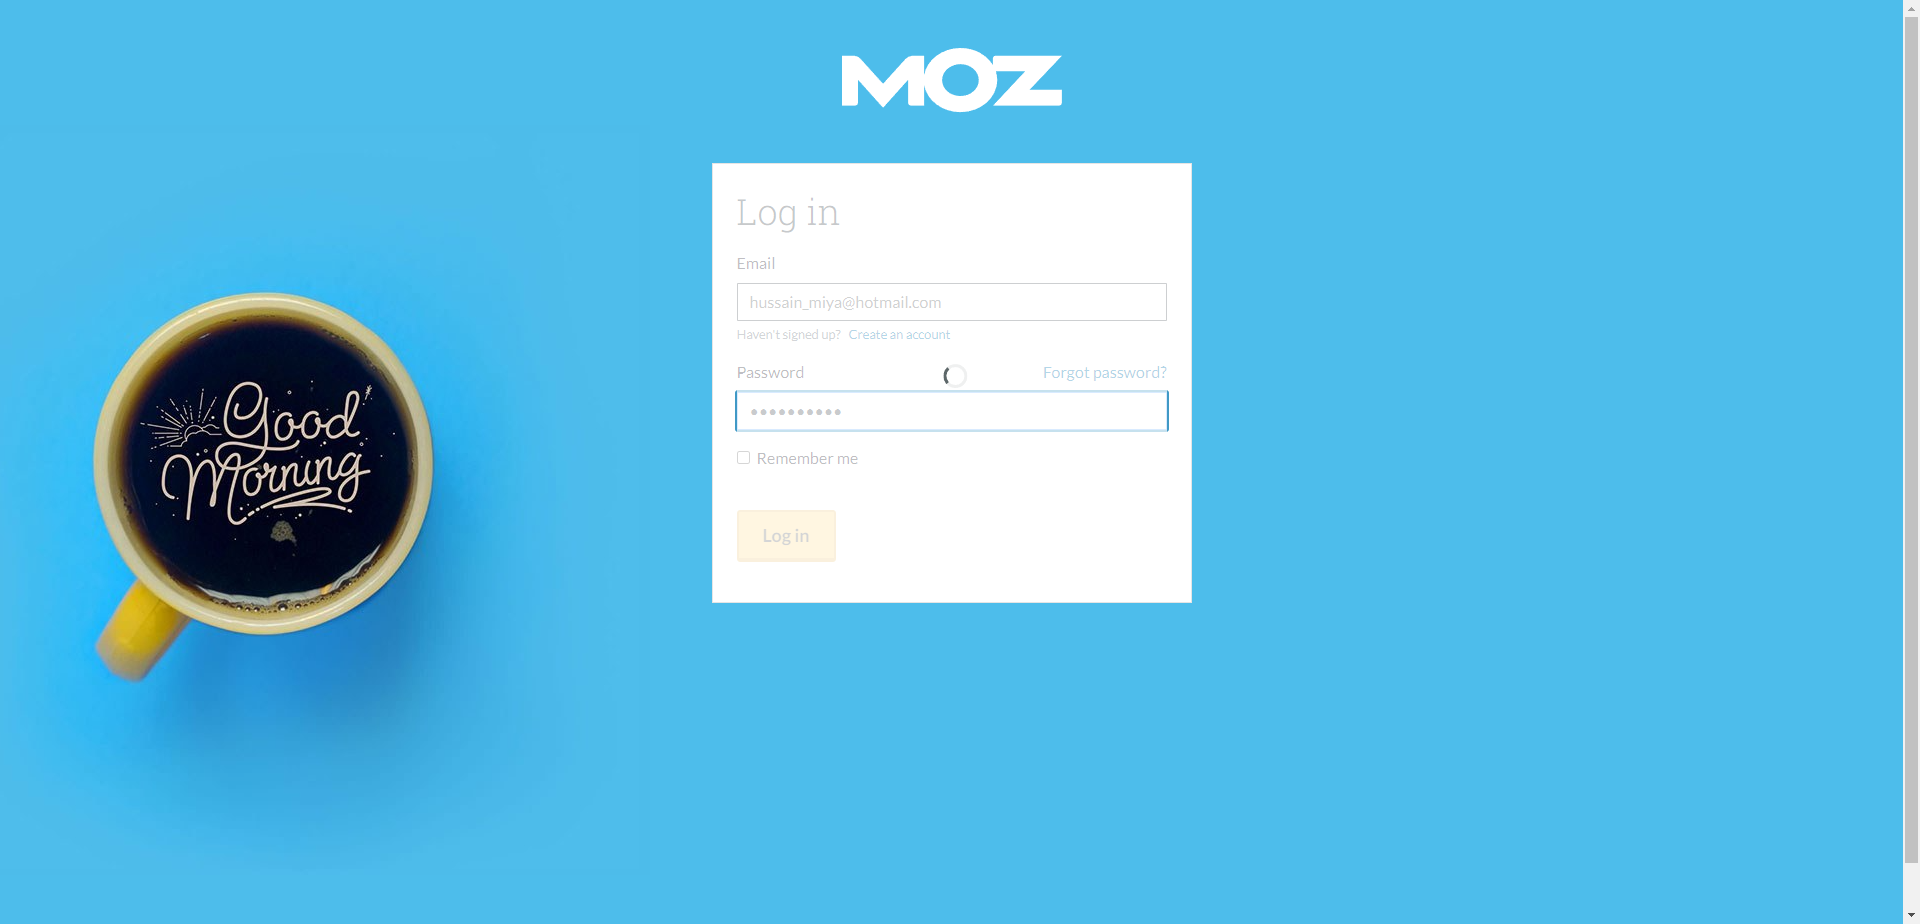 MOZ
Log in
Email
hussain_miya@hotmail.com
Haven't signed up? Create an account
Password Forgot password?
••••••••••
Remember me
Log in
Good
Morning